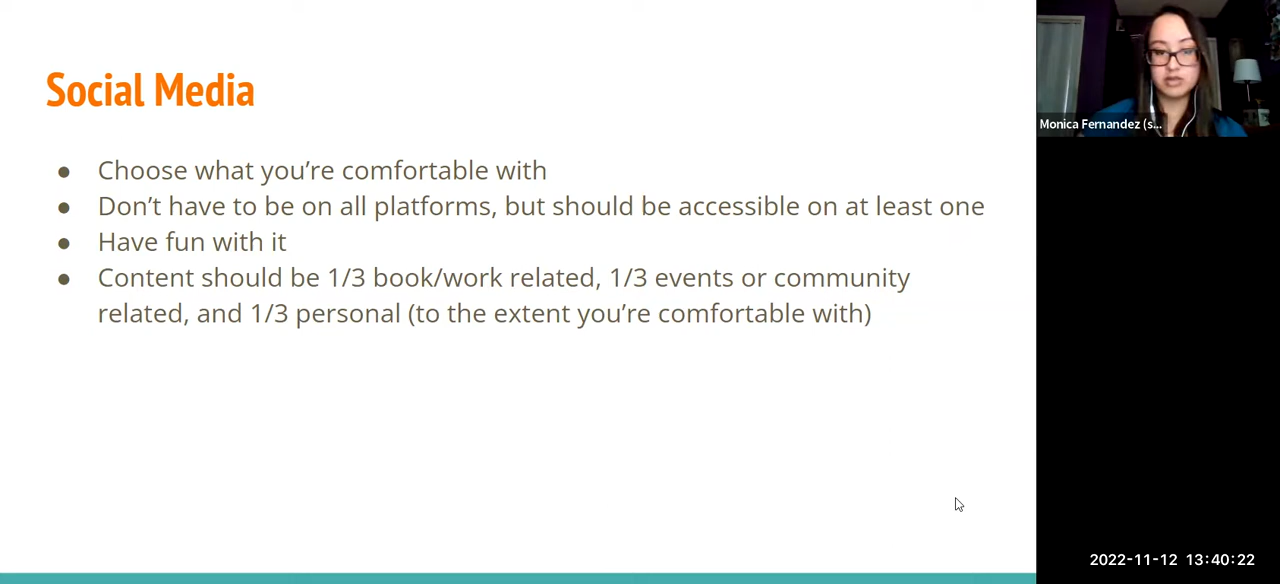 Social Media
● Choose what you’re comfortable with
● Don’t have to be on all platforms, but should be accessible on at least one
● Have fun with it
● Content should be 1/3 book/work related, 1/3 events or community
related, and 1/3 personal (to the extent you’re comfortable with)
Monica Fernandez (s...
2022-11-12 13:40:22